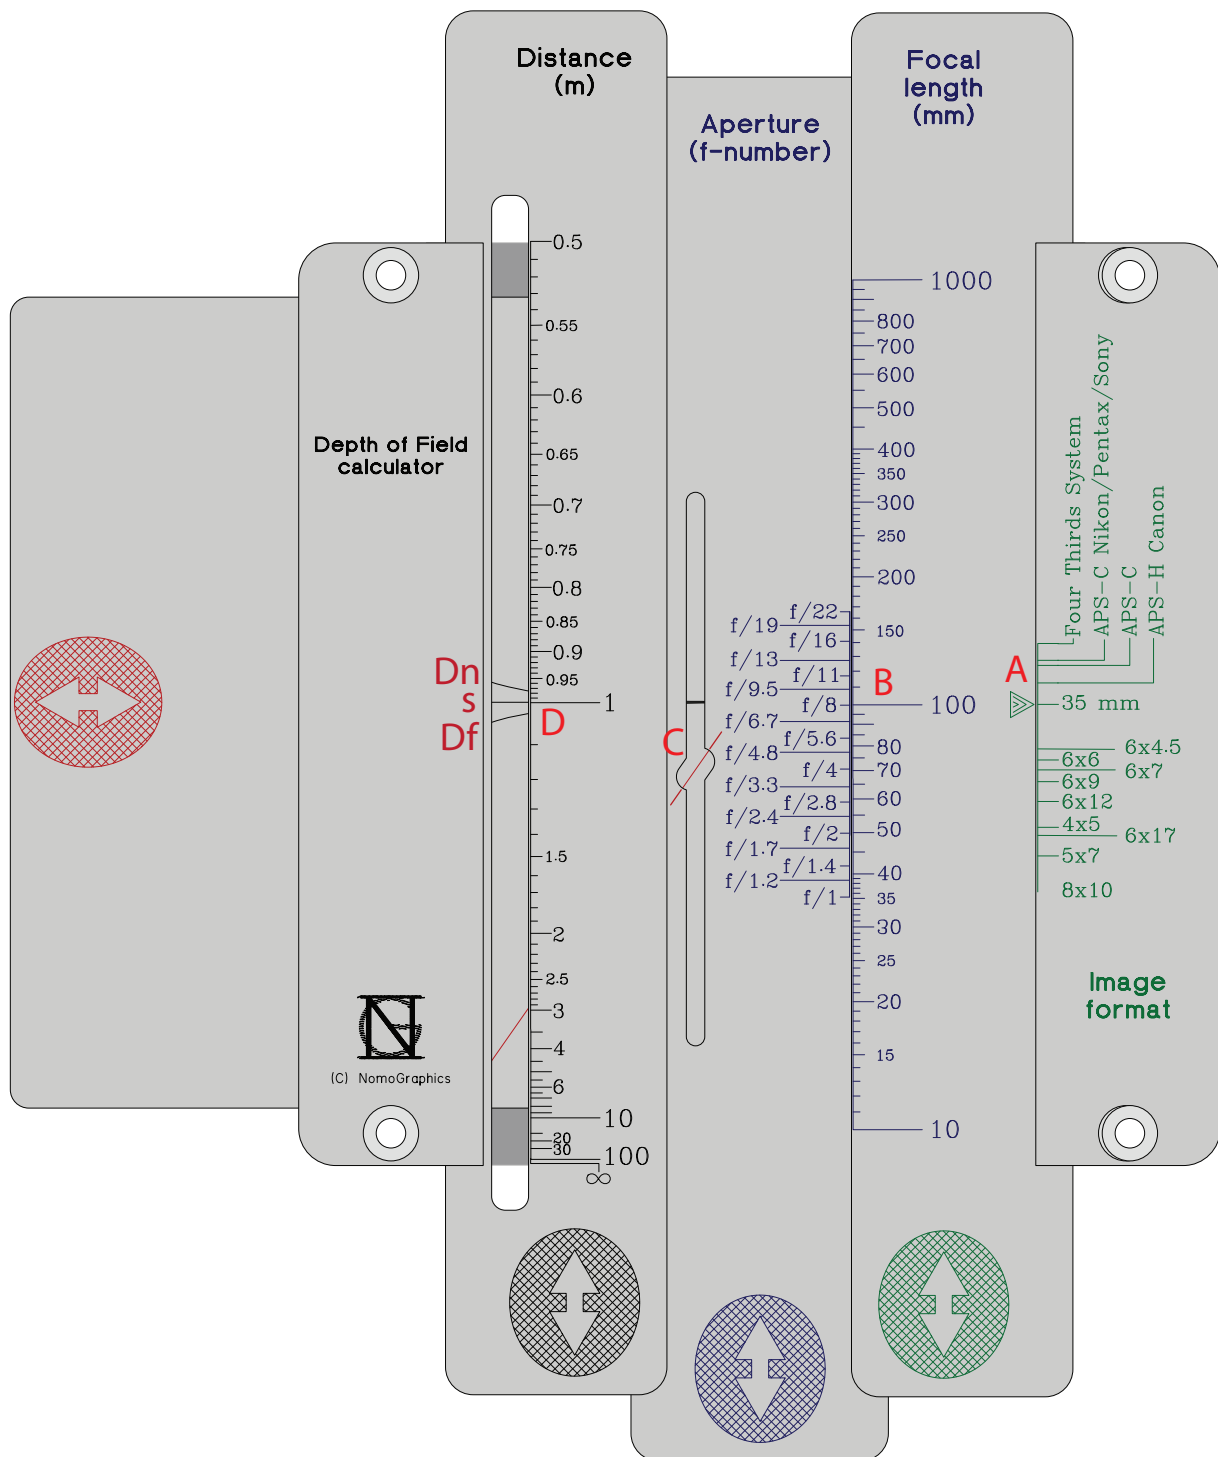 Distance
(m)
Focal
length
(mm)
Aperture
(f-number)
Depth of Field
calculator
(C) NomoGraphics
Dn
s
Df
D
C
B
A
0.5
0.55
0.6
0.65
0.7
0.75
0.8
0.85
0.9
0.95
1
1.5
2
2.5
3
4
6
10
20
30
100
∞
f/22
f/19
f/16
f/13
f/11
f/9.5
f/8
f/6.7
f/5.6
f/4.8
f/4
f/3.3
f/2.8
f/2.4
f/2
f/1.7
f/1.4
f/1.2
f/1
1000
800
700
600
500
400
350
300
250
200
150
100
80
70
60
50
40
35
30
25
20
15
10
Four Thirds System
APS-C Nikon/Pentax/Sony
APS-C
APS-H Canon
35 mm
6x4.5
6x6
6x7
6x9
6x12
4x5
6x17
5x7
8x10
Image
format